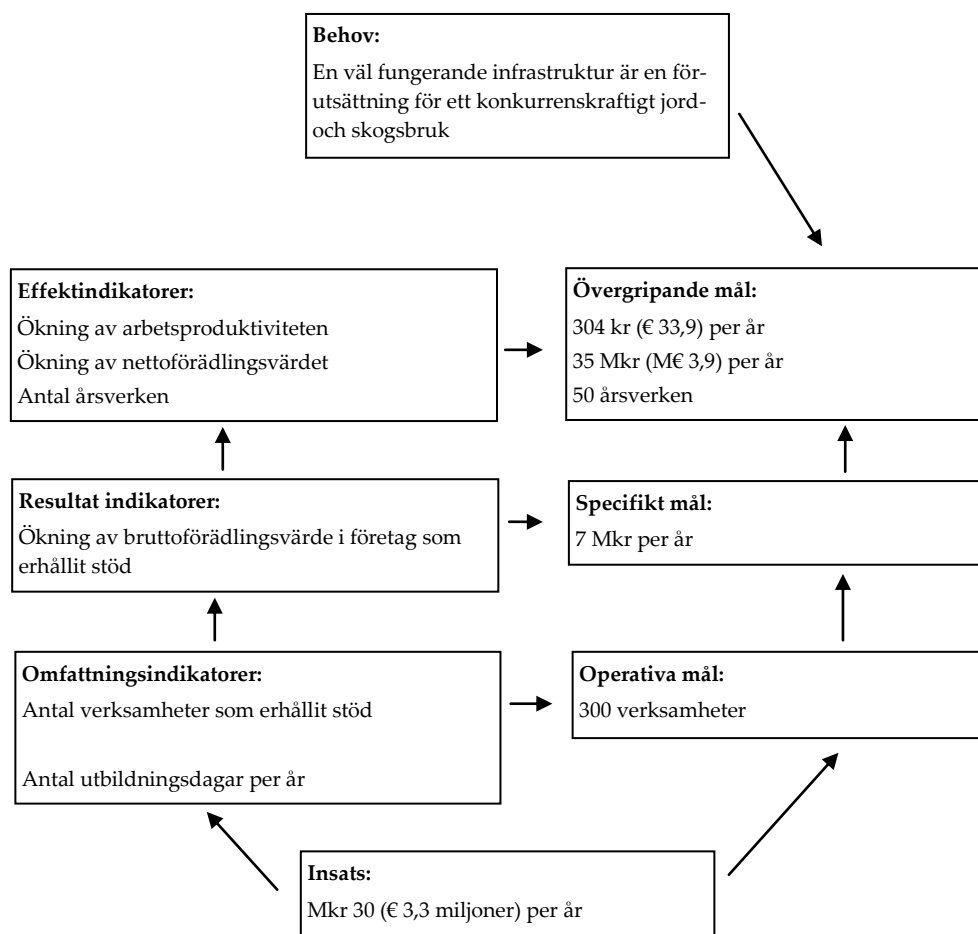 Behov:
En väl fungerande infrastruktur är en för-
utsättning för ett konkurrenskraftigt jord-
och skogsbruk
Effektindikatorer:
Ökning av arbetsproduktiviteten
Ökning av nettoförädlingsvärdet
Antal årsverken
Övergripande mål:
304 kr (€ 33,9) per år
35 Mkr (M€ 3,9) per år
50 årsverken
Resultat indikatorer:
Ökning av bruttoförädlingsvärde i företag som
erhållit stöd
Specifikt mål:
7 Mkr per år
Omfattningsindikatorer:
Antal verksamheter som erhållit stöd
Antal utbildningsdagar per år
Operativa mål:
300 verksamheter
Insats:
Mkr 30 (€ 3,3 miljoner) per år